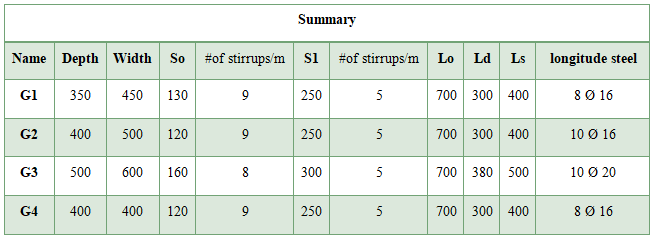 Summary
Name Depth Width So #of stirrups/m S1 #of stirrups/m Lo Ld Ls longitude steel
G1 350 450 130 9 250 5 700 300 400 8 Ø 16
G2 400 500 120 9 250 5 700 300 400 10 Ø 16
G3 500 600 160 8 300 5 700 380 500 10 Ø 20
G4 400 400 120 9 250 5 700 300 400 8 Ø 16